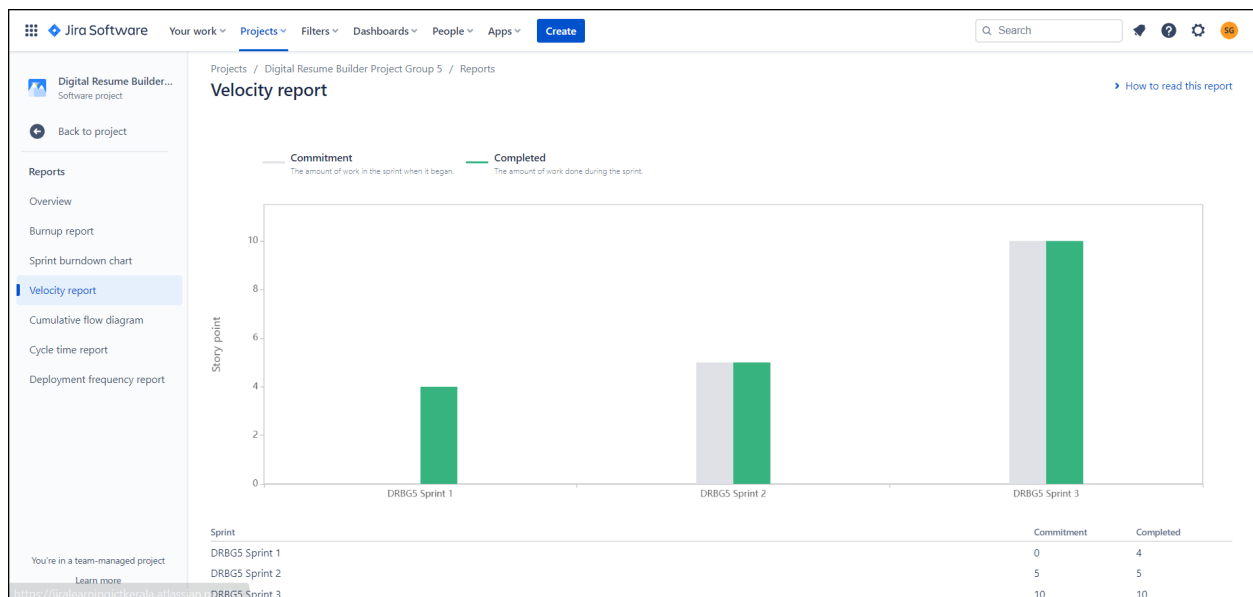 Jira Software Your work Projects Filters Dashboards People Apps Create Search SG
Digital Resume Builder...
Software project
Back to project
Reports
Overview
Burnup report
Sprint burndown chart
Velocity report
Cumulative flow diagram
Cycle time report
Deployment frequency report
You're in a team-managed project
Learn more
Projects / Digital Resume Builder Project Group 5 / Reports
Velocity report
How to read this report
Commitment
The amount of work in the sprint when it began.
Completed
The amount of work done during the sprint.
Story point
10
8
6
4
2
0
DRBG5 Sprint 1 DRBG5 Sprint 2 DRBG5 Sprint 3
Sprint Commitment Completed
DRBG5 Sprint 1 0 4
DRBG5 Sprint 2 5 5
DRBG5 Sprint 3 10 10